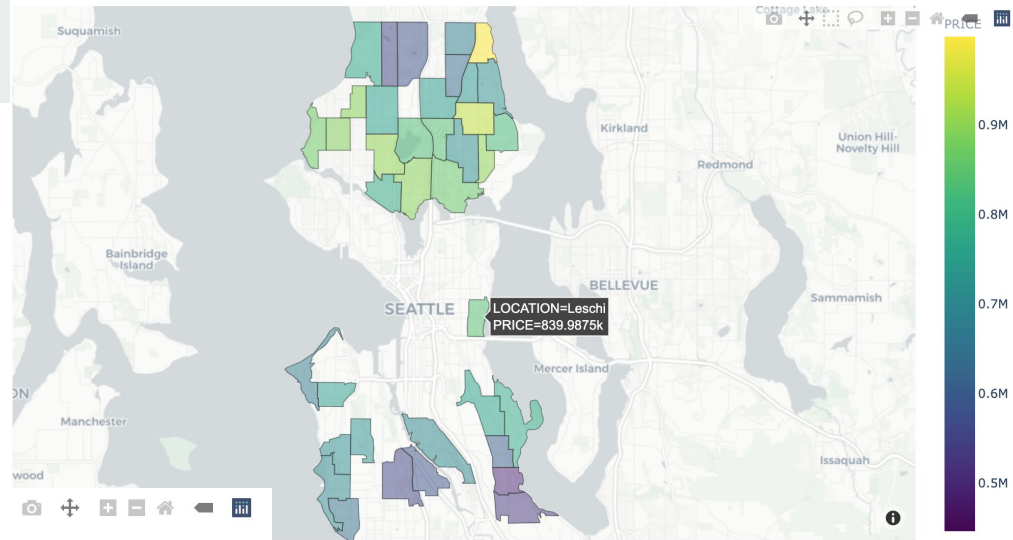 Cottage Lake
PRICE
Suquamish
Kirkland
Union Hill-
Novelty Hill
Redmond
Bainbridge
Island
BELLEVUE
Sammamish
SEATTLE
LOCATION=Leschi
PRICE=839.9875k
Mercer Island
ON
Manchester
Issaquah
wood
0.9M
0.8M
0.7M
0.6M
0.5M